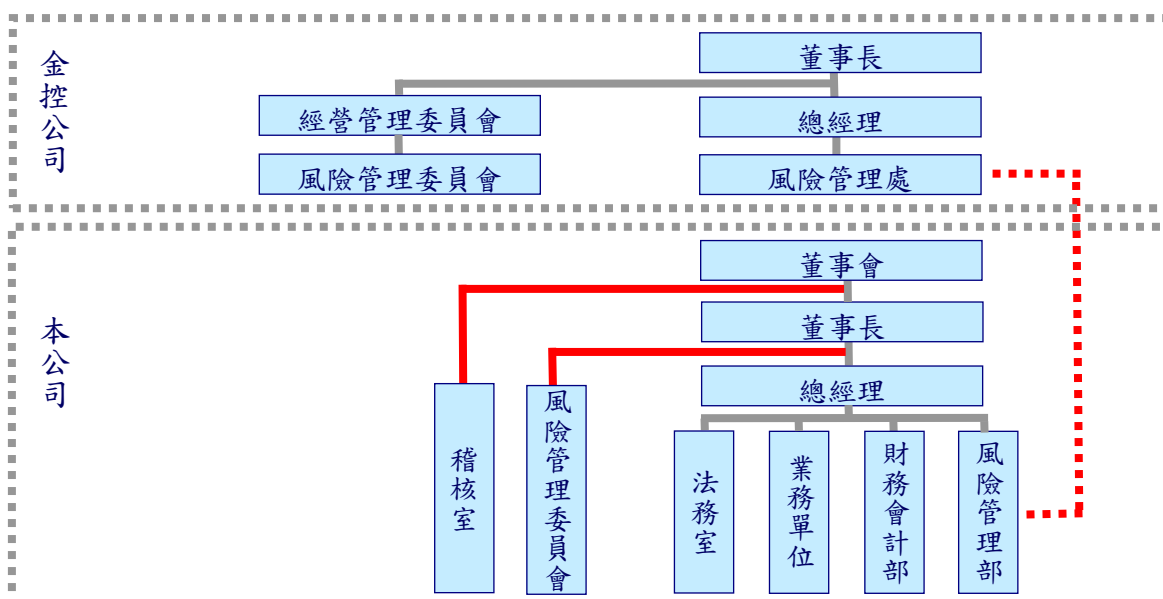 金控公司
董事長
經營管理委員會
總經理
風險管理委員會
風險管理處
本公司
董事會
董事長
總經理
稽核室
風險管理委員會
法務室
業務單位
財務會計部
風險管理部